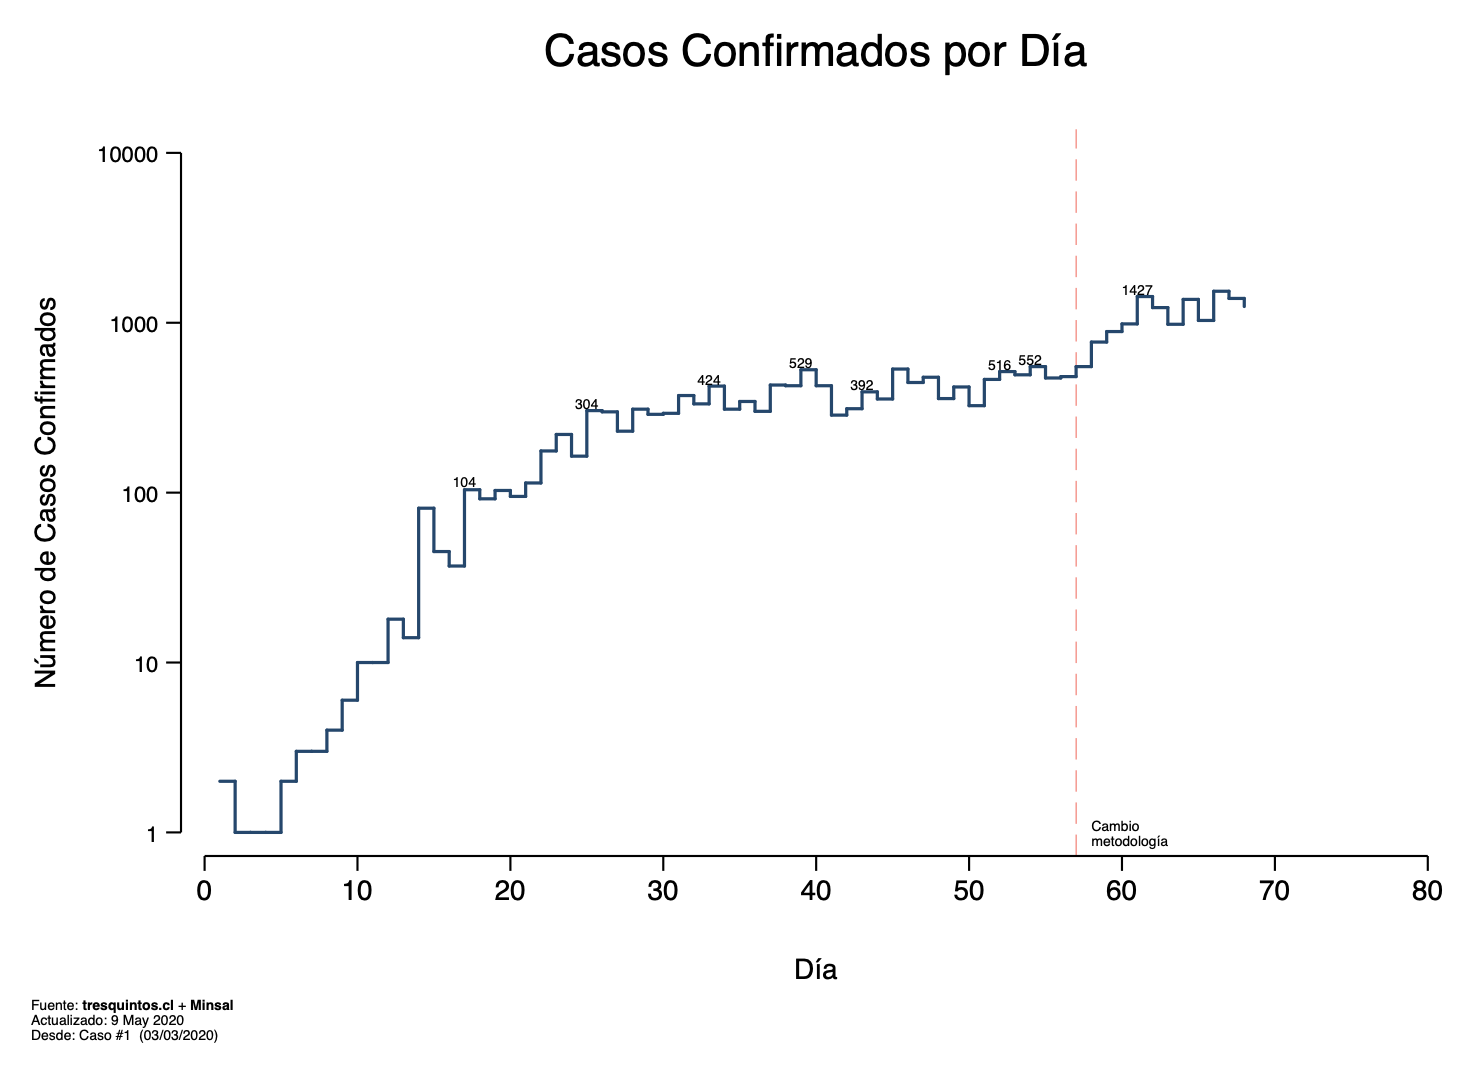 Casos Confirmados por Día
Número de Casos Confirmados
10000
1000
100
10
1
104
304
424
529
392
516
552
1427
Cambio
metodología
0 10 20 30 40 50 60 70 80
Día
Fuente: tresquintos.cl + Minsal
Actualizado: 9 May 2020
Desde: Caso #1 (03/03/2020)